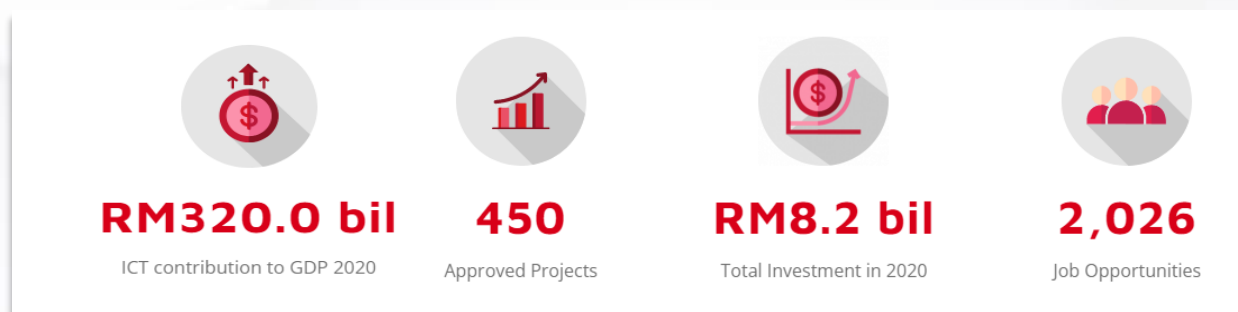 RM320.0 bil
ICT contribution to GDP 2020
450
Approved Projects
RM8.2 bil
Total Investment in 2020
2,026
Job Opportunities